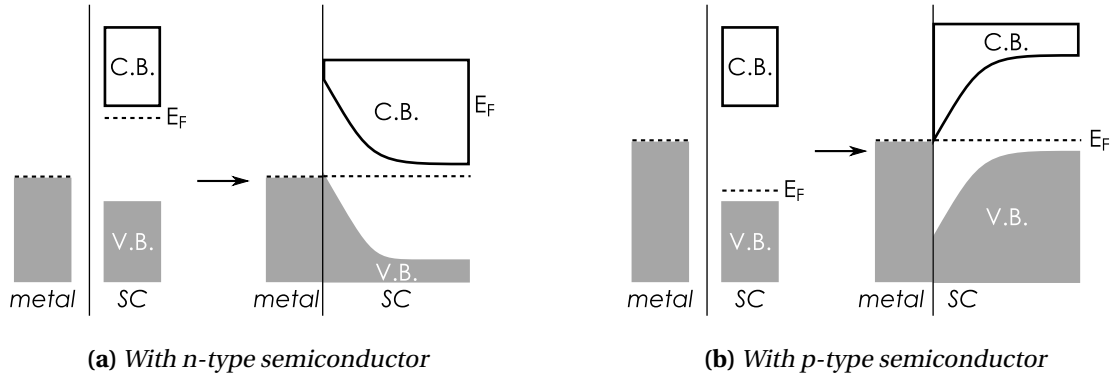 C.B.
E_F
V.B.
metal SC
C.B.
E_F
V.B.
metal SC
(a) With n-type semiconductor
C.B.
E_F
V.B.
metal SC
C.B.
E_F
V.B.
metal SC
(b) With p-type semiconductor